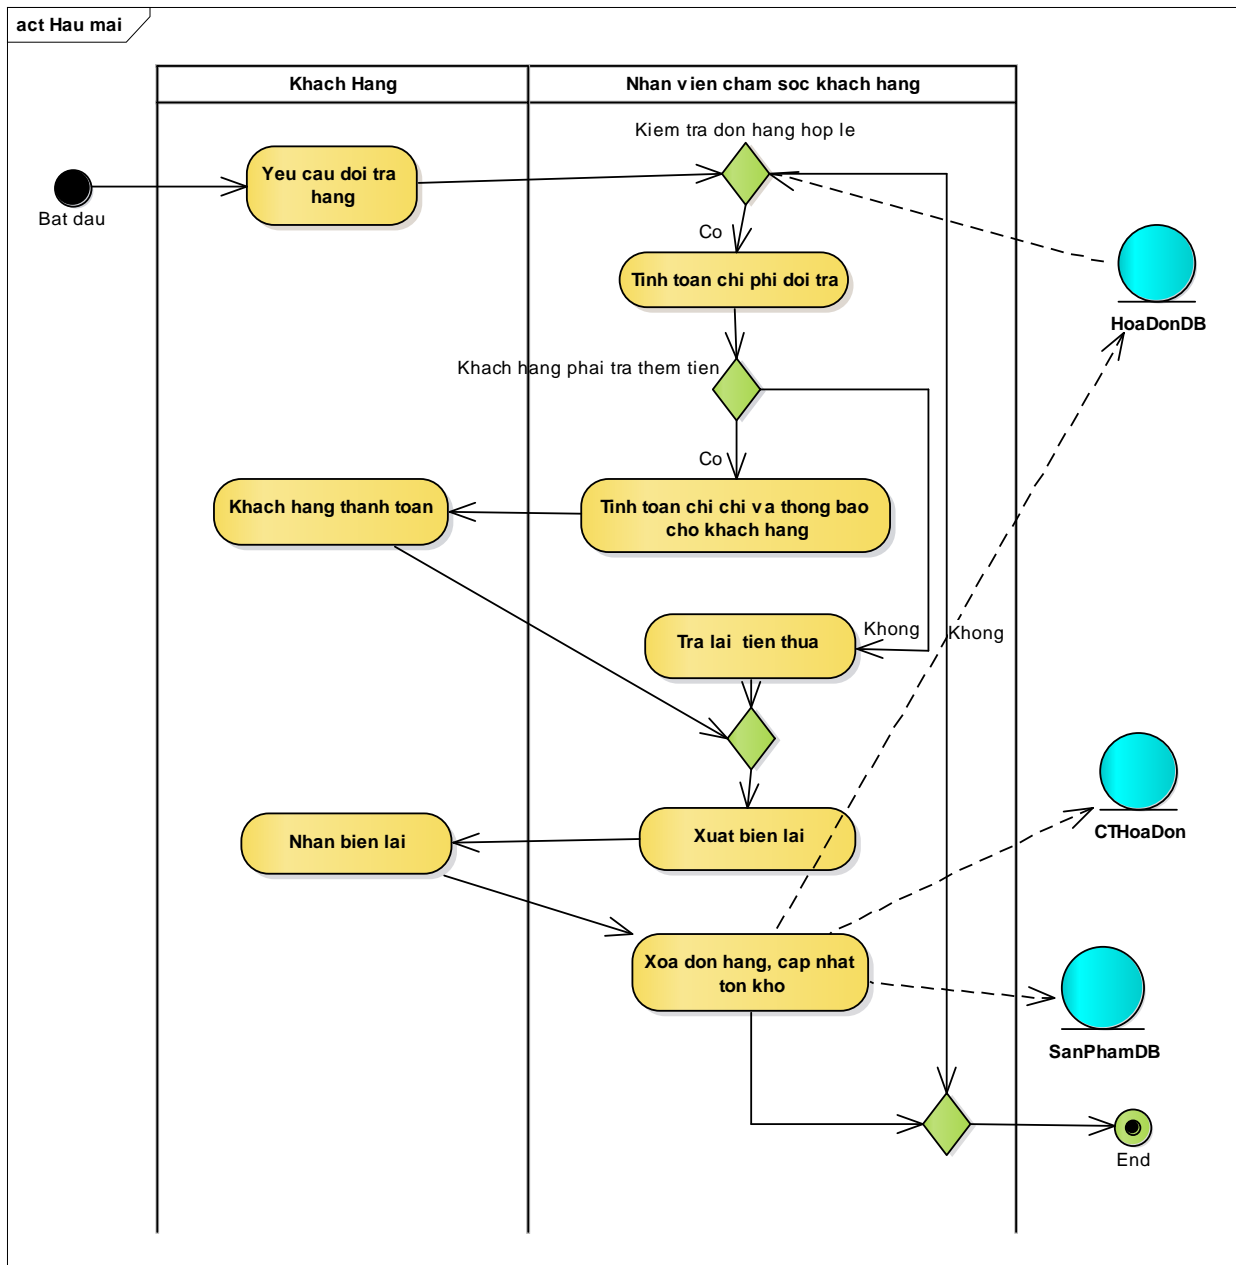 act Hau mai
Khach Hang
Nhan vien cham soc khach hang
Kiem tra don hang hop le
Yeu cau doi tra
hang
Bat dau
Co
Tinh toan chi phi doi tra
HoaDonDB
Khach hang phai tra them tien
Co
Khach hang thanh toan
Tinh toan chi chi va thong bao
cho khach hang
Tra lai tien thua
Khong
Khong
CTHoaDon
Nhan bien lai
Xuat bien lai
Xoa don hang, cap nhat
ton kho
SanPhamDB
End